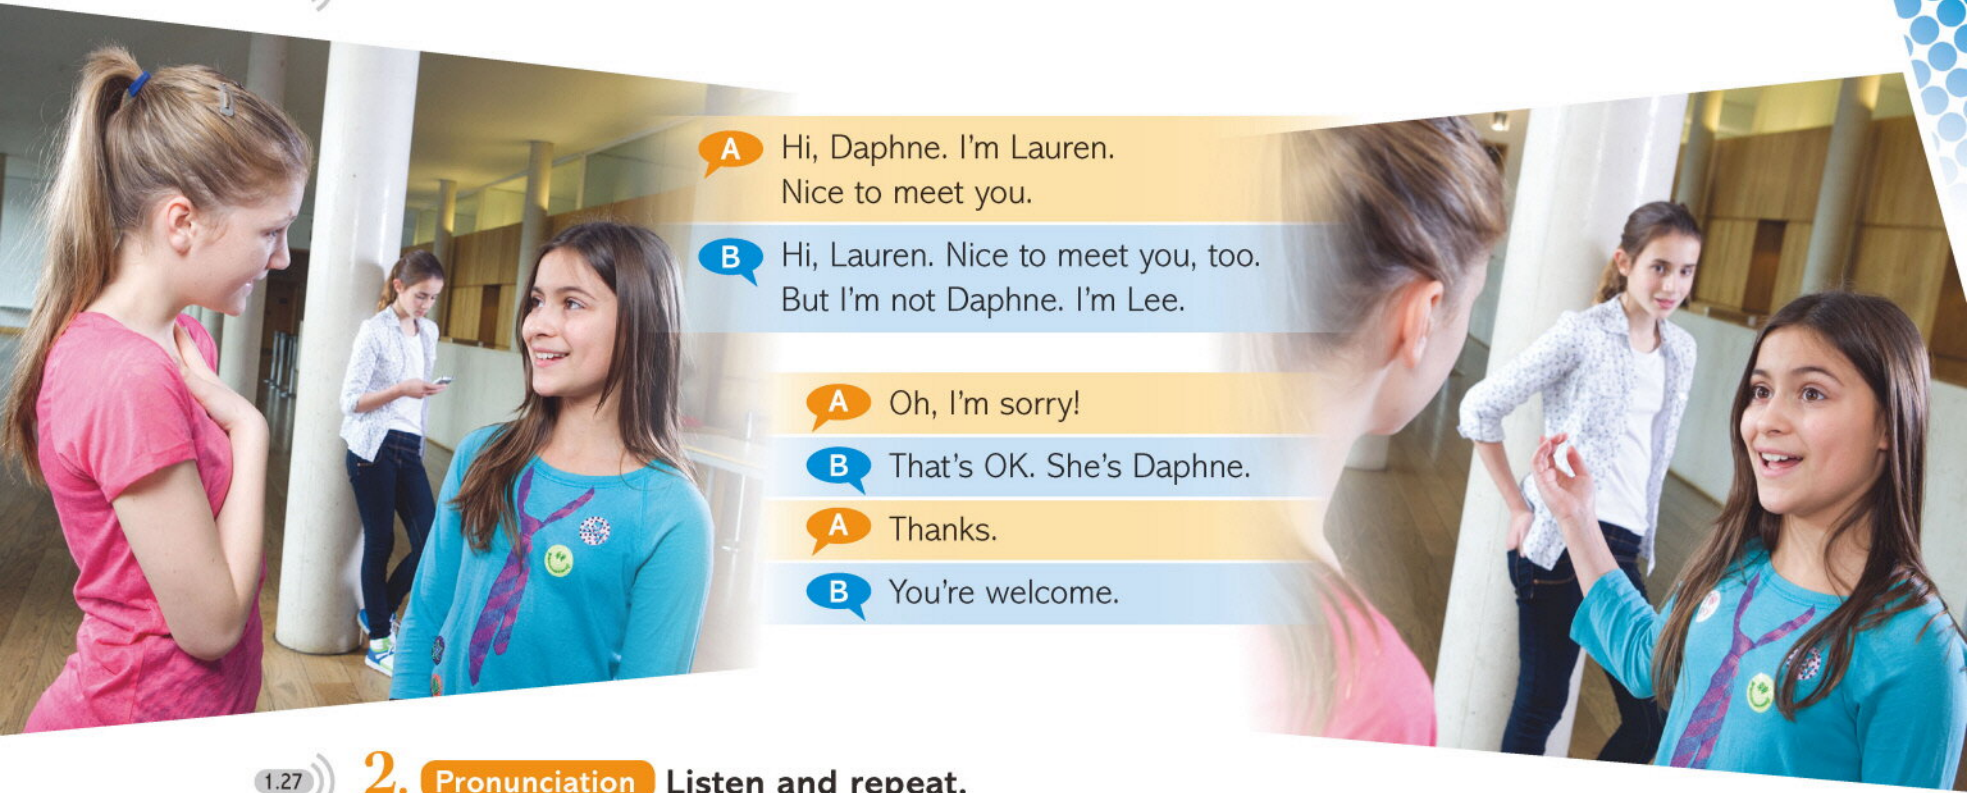 A Hi, Daphne. I'm Lauren.
Nice to meet you.
B Hi, Lauren. Nice to meet you, too.
But I'm not Daphne. I'm Lee.
A Oh, I'm sorry!
B That's OK. She's Daphne.
A Thanks.
B You're welcome.
1.27 2. Pronunciation Listen and repeat.